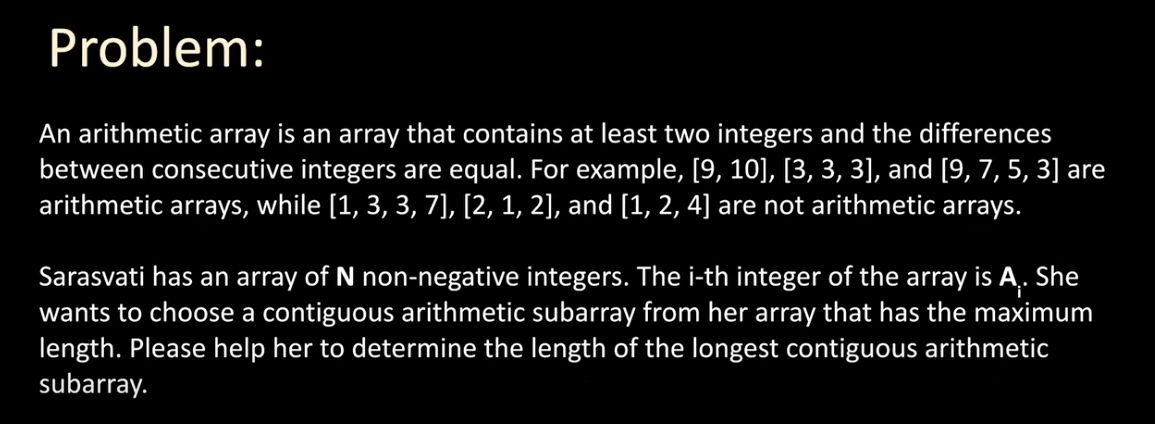 Problem:
An arithmetic array is an array that contains at least two integers and the differences
between consecutive integers are equal. For example, [9, 10], [3, 3, 3], and [9, 7, 5, 3] are
arithmetic arrays, while [1, 3, 3, 7], [2, 1, 2], and [1, 2, 4] are not arithmetic arrays.
Sarasvati has an array of N non-negative integers. The i-th integer of the array is Ai. She
wants to choose a contiguous arithmetic subarray from her array that has the maximum
length. Please help her to determine the length of the longest contiguous arithmetic
subarray.